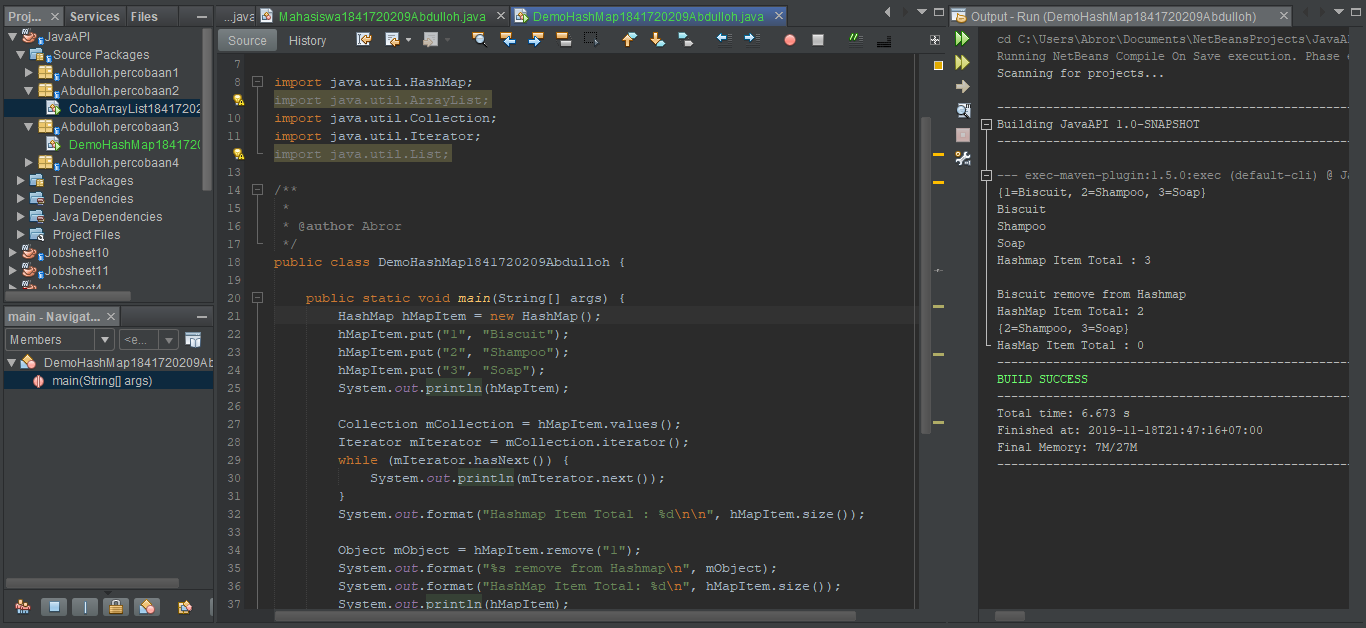 Proj...
Services
Files
JavaAPI
Source Packages
Abdulloh.percobaan1
Abdulloh.percobaan2
CobaArrayList18417202
Abdulloh.percobaan3
DemoHashMap1841720
Abdulloh.percobaan4
Test Packages
Dependencies
Java Dependencies
Project Files
Jobsheet10
Jobsheet11
Jobsheet4
main - Navigat...
Members
<e...
DemoHashMap1841720209Ab
main(String[] args)
...java
Mahasiswa1841720209Abdulloh.java
DemoHashMap1841720209Abdulloh.java
Source
History
7
8 import java.util.HashMap;
import java.util.ArrayList;
10 import java.util.Collection;
11 import java.util.Iterator;
import java.util.List;
13
14 /**
15 *
16 * @author Abror
17 */
18 public class DemoHashMap1841720209Abdulloh {
19
20 public static void main(String[] args) {
21 HashMap hMapItem = new HashMap();
22 hMapItem.put("1", "Biscuit");
23 hMapItem.put("2", "Shampoo");
24 hMapItem.put("3", "Soap");
25 System.out.println(hMapItem);
26
27 Collection mCollection = hMapItem.values();
28 Iterator mIterator = mCollection.iterator();
29 while (mIterator.hasNext()) {
30 System.out.println(mIterator.next());
31 }
32 System.out.format("Hashmap Item Total : %d\n\n", hMapItem.size());
33
34 Object mObject = hMapItem.remove("1");
35 System.out.format("%s remove from Hashmap\n", mObject);
36 System.out.format("HashMap Item Total: %d\n", hMapItem.size());
37 System.out.println(hMapItem);
Output - Run (DemoHashMap1841720209Abdulloh)
cd C:\Users\Abror\Documents\NetBeansProjects\JavaA
Running NetBeans Compile On Save execution. Phase
Scanning for projects...
------------------------------------------------------------------------
Building JavaAPI 1.0-SNAPSHOT
------------------------------------------------------------------------
--- exec-maven-plugin:1.5.0:exec (default-cli) @ Ja
{1=Biscuit, 2=Shampoo, 3=Soap}
Biscuit
Shampoo
Soap
Hashmap Item Total : 3
Biscuit remove from Hashmap
HashMap Item Total: 2
{2=Shampoo, 3=Soap}
HasMap Item Total : 0
------------------------------------------------------------------------
BUILD SUCCESS
------------------------------------------------------------------------
Total time: 6.673 s
Finished at: 2019-11-18T21:47:16+07:00
Final Memory: 7M/27M
------------------------------------------------------------------------